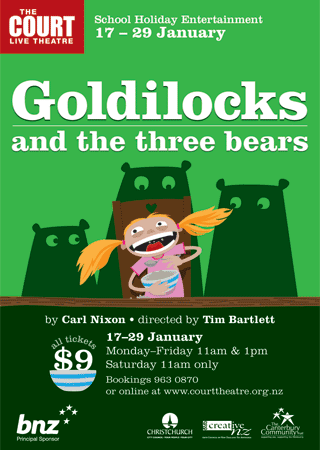 THE
COURT
LIVE THEATRE
School Holiday Entertainment
17 – 29 January
Goldilocks
and the three bears
by Carl Nixon • directed by Tim Bartlett
all tickets
$9
17–29 January
Monday–Friday 11am & 1pm
Saturday 11am only
Bookings 963 0870
or online at www.courttheatre.org.nz
bnz
Principal Sponsor
CHRISTCHURCH
creative
nz
The
Canterbury
Community